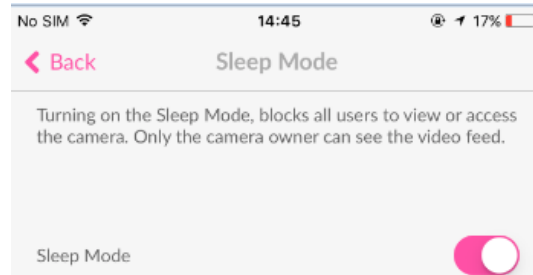 No SIM 14:45 17%
Back Sleep Mode
Turning on the Sleep Mode, blocks all users to view or access
the camera. Only the camera owner can see the video feed.
Sleep Mode